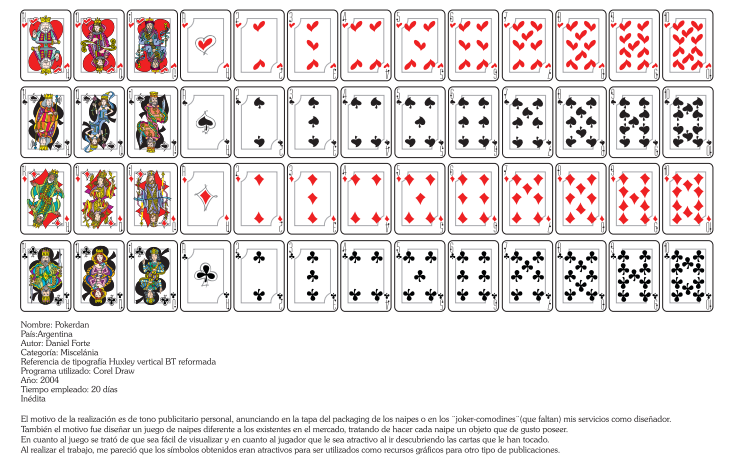 Nombre: Pokerdan
País:Argentina
Autor: Daniel Forte
Categoría: Miscelánia
Referencia de tipografía Huxley vertical BT reformada
Programa utilizado: Corel Draw
Año: 2004
Tiempo empleado: 20 días
Inédita
El motivo de la realización es de tono publicitario personal, anunciando en la tapa del packaging de los naipes o en los ¨joker-comodines¨(que faltan) mis servicios como diseñador.
También el motivo fue diseñar un juego de naipes diferente a los existentes en el mercado, tratando de hacer cada naipe un objeto que de gusto poseer.
En cuanto al juego se trató de que sea fácil de visualizar y en cuanto al jugador que le sea atractivo al ir descubriendo las cartas que le han tocado.
Al realizar el trabajo, me pareció que los símbolos obtenidos eran atractivos para ser utilizados como recursos gráficos para otro tipo de publicaciones.